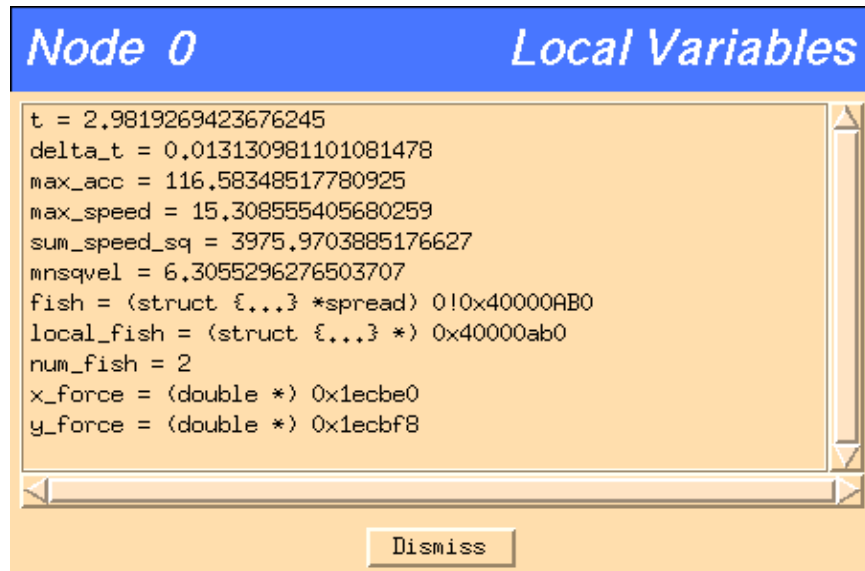 Node 0 Local Variables
t = 2.9819269423676245
delta_t = 0.013130981101081478
max_acc = 116.58348517780925
max_speed = 15.308555405680259
sum_speed_sq = 3975.9703885176627
mnsqvel = 6.3055296276503707
fish = (struct {...} *spread) 0!0x40000AB0
local_fish = (struct {...} *) 0x40000ab0
num_fish = 2
x_force = (double *) 0x1ecbe0
y_force = (double *) 0x1ecbf8
Dismiss